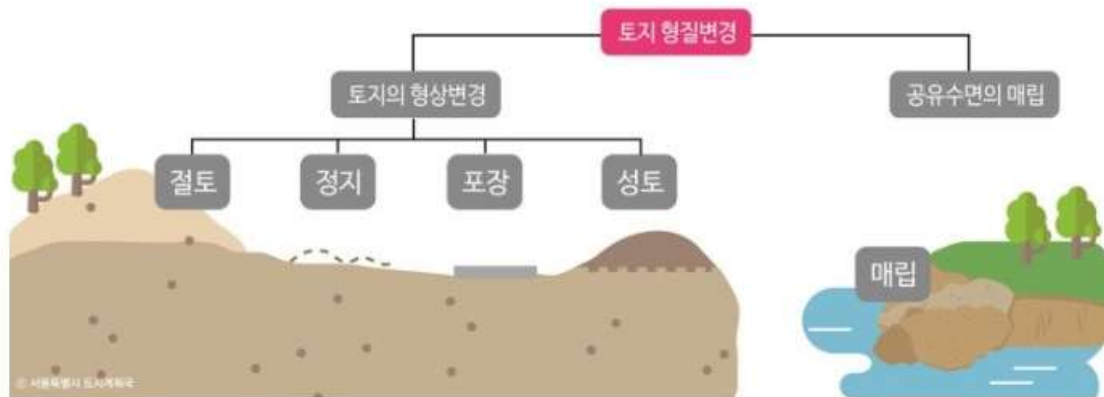 토지 형질변경
토지의 형상변경
공유수면의 매립
절토
정지
포장
성토
매립
ⓒ 서울특별시 도시계획국